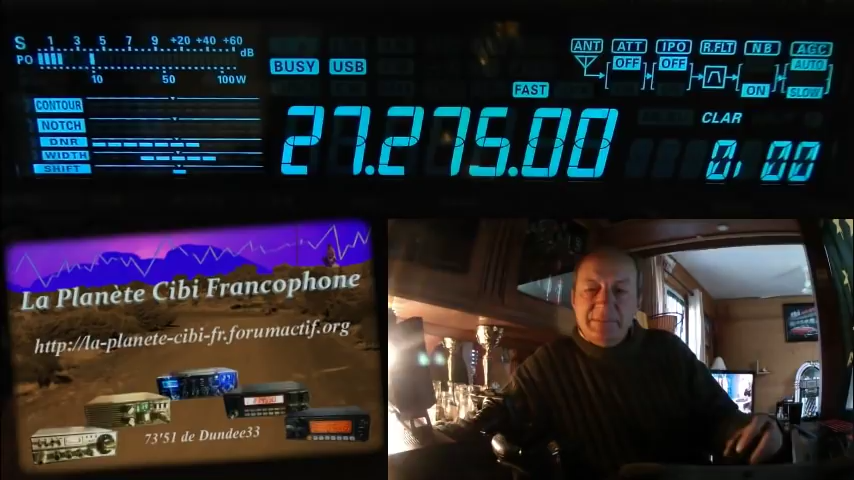 S 1 3 5 7 9 +20 +40 +60 dB
PO 10 50 100 W
BUSY USB
ANT ATT IPO R.FLT NB AGC
OFF OFF AUTO
ON SLOW
FAST
CONTOUR
NOTCH
DNR
WIDTH
SHIFT
27.275.00
CLAR
0.00
La Planète Cibi Francophone
http://la-planete-cibi-fr.forumactif.org
73'51 de Dundee33